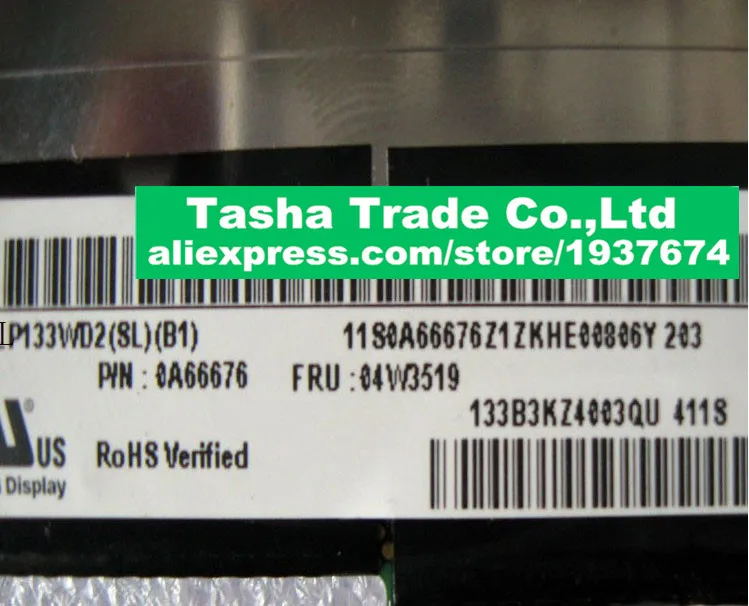 Tasha Trade Co.,Ltd
aliexpress.com/store/1937674
LP133WD2(SL)(B1)
11S0A66676Z1ZKHE00806Y 203
P/N : 0A66676
FRU : 04W3519
133B3KZ4003QU 411S
US
RoHS Verified
Display